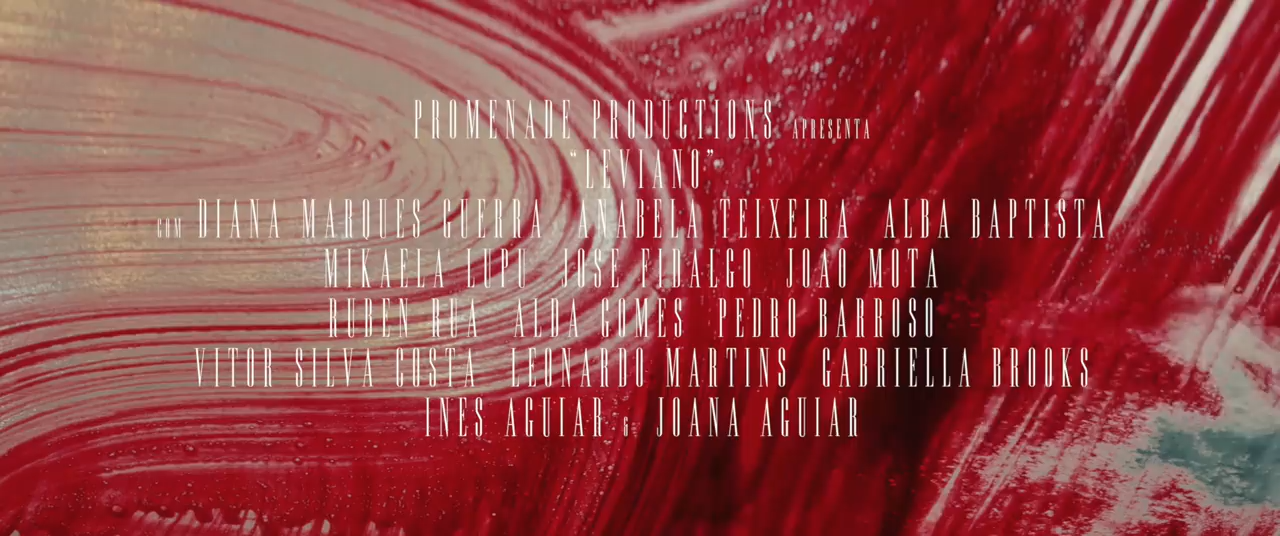 PROMENADE PRODUCTIONS APRESENTA
“LEVIANO”
COM DIANA MARQUES GUERRA ANABELA TEIXEIRA ALBA BAPTISTA
MIKAELA LUPU JOSE FIDALGO JOAO MOTA
RUBEN RUA ALDA GOMES PEDRO BARROSO
VITOR SILVA COSTA LEONARDO MARTINS GABRIELLA BROOKS
INES AGUIAR & JOANA AGUIAR